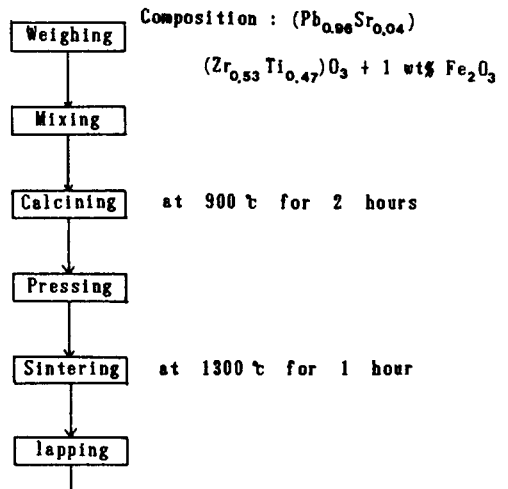 Weighing
Composition : (Pb0.96Sr0.04)
(Zr0.53Ti0.47)O3 + 1 wt% Fe2O3
Mixing
Calcining at 900℃ for 2 hours
Pressing
Sintering at 1300℃ for 1 hour
lapping